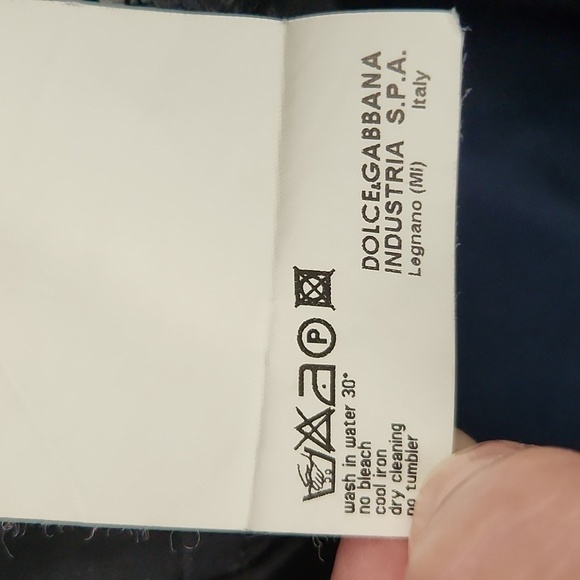 DOLCE&GABBANA
INDUSTRIA S.P.A.
Legnano (MI) Italy
P
wash in water 30°
no bleach
cool iron
dry cleaning
no tumbler